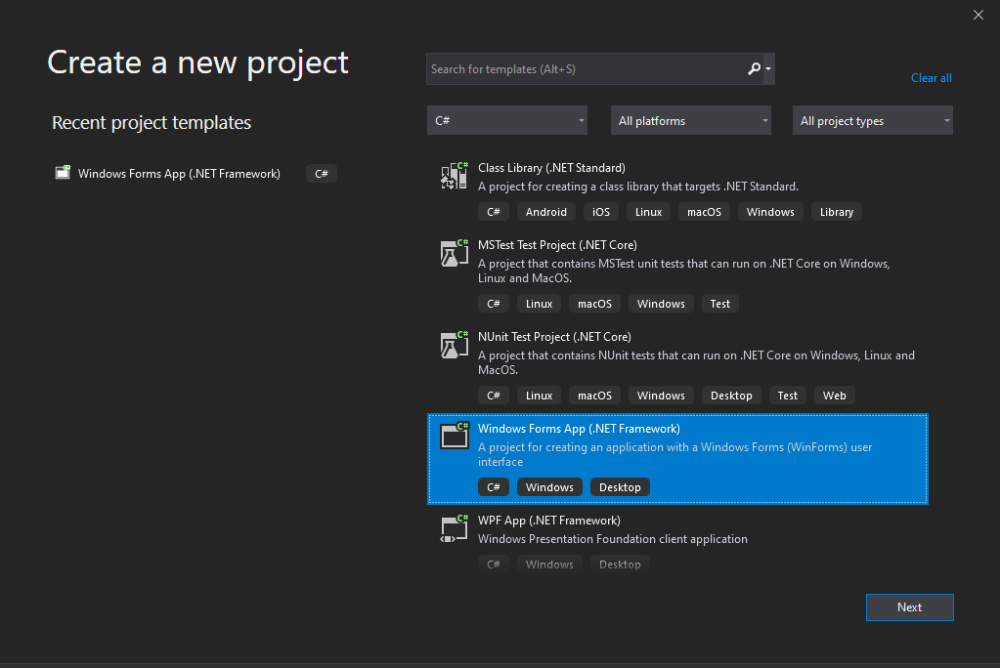 Create a new project
Search for templates (Alt+S)
Clear all
Recent project templates
C#
All platforms
All project types
Windows Forms App (.NET Framework) C#
C#
Class Library (.NET Standard)
A project for creating a class library that targets .NET Standard.
C# Android iOS Linux macOS Windows Library
C#
MSTest Test Project (.NET Core)
A project that contains MSTest unit tests that can run on .NET Core on Windows,
Linux and MacOS.
C# Linux macOS Windows Test
C#
NUnit Test Project (.NET Core)
A project that contains NUnit tests that can run on .NET Core on Windows, Linux and
MacOS.
C# Linux macOS Windows Desktop Test Web
C#
Windows Forms App (.NET Framework)
A project for creating an application with a Windows Forms (WinForms) user
interface
C# Windows Desktop
C#
WPF App (.NET Framework)
Windows Presentation Foundation client application
C# Windows Desktop
Next